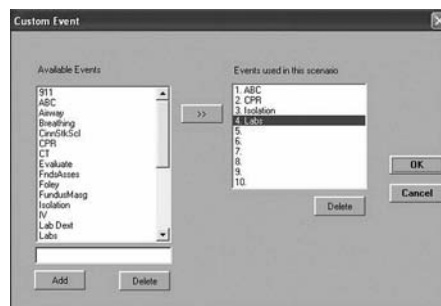 Custom Event
Available Events
911
ABC
Airway
Breathing
CinnStkScl
CPR
CT
Evaluate
FndsAsses
Foley
FundusMasg
Isolation
IV
Lab Dext
Labs
Add
Delete
>>
Events used in this scenario
1. ABC
2. CPR
3. Isolation
4. Labs
5.
6.
7.
8.
9.
10.
Delete
OK
Cancel